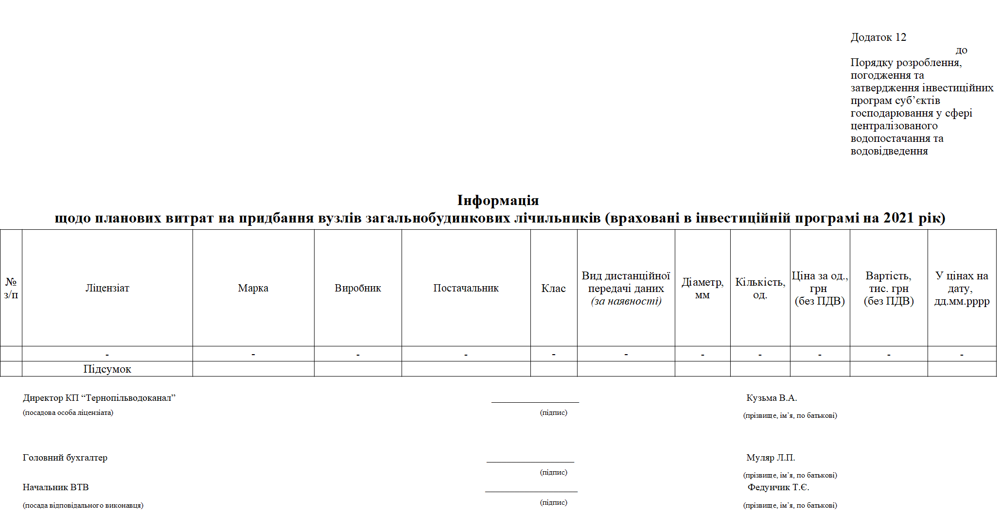 Додаток 12
до
Порядку розроблення,
погодження та
затвердження інвестиційних
програм суб’єктів
господарювання у сфері
централізованого
водопостачання та
водовідведення
Інформація
щодо планових витрат на придбання вузлів загальнобудинкових лічильників (враховані в інвестиційній програмі на 2021 рік)
№ з/п Ліцензіат Марка Виробник Постачальник Клас Вид дистанційної передачі даних (за наявності) Діаметр, мм Кількість, од. Ціна за од., грн (без ПДВ) Вартість, тис. грн (без ПДВ) У цінах на дату, дд.мм.рррр
- - - - - - - - - - -
Підсумок
Директор КП “Тернопільводоканал” __________________ Кузьма В.А.
(посадова особа ліцензіата) (підпис) (прізвище, ім’я, по батькові)
Головний бухгалтер __________________ Муляр Л.П.
(підпис) (прізвище, ім’я, по батькові)
Начальник ВТВ ___________________ Федунчик Т.Є.
(посада відповідального виконавця) (підпис) (прізвище, ім’я, по батькові)